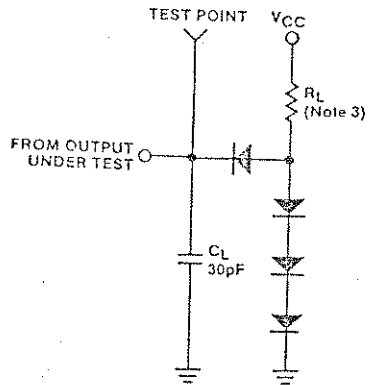 TEST POINT
VCC
RL
(Note 3)
FROM OUTPUT
UNDER TEST
CL
30pF